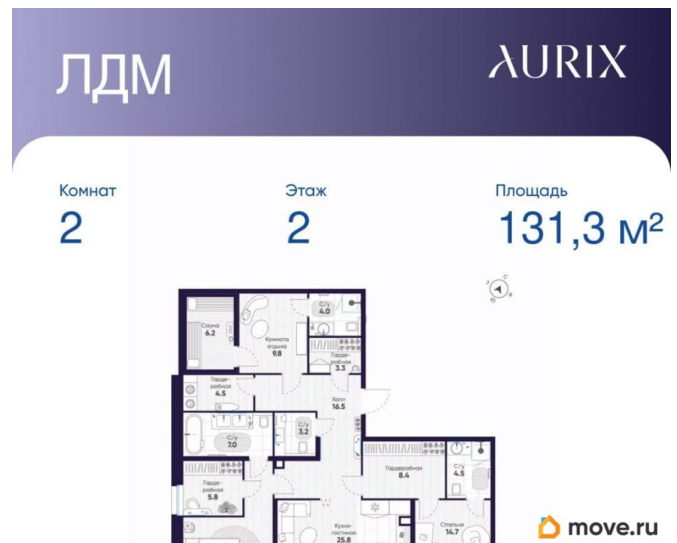 ЛДМ
AURIX
Комнат
Этаж
Площадь
2
2
131,3 м²
Сауна
6.2
Комната
отдыха
9.8
С/у
4.0
Гарде-
робная
3.3
Гарде-
робная
4.5
Холл
16.5
С/у
7.0
С/у
3.2
Гардеробная
8.4
С/у
4.5
Гарде-
робная
5.8
Кухня-
гостиная
25.8
Спальня
14.7
move.ru